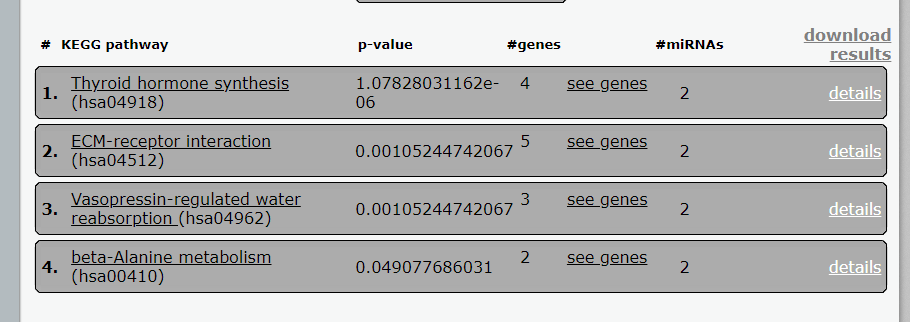 # KEGG pathway p-value #genes #miRNAs download
results
1. Thyroid hormone synthesis 1.07828031162e- 4 see genes 2 details
(hsa04918) 06
2. ECM-receptor interaction 0.00105244742067 5 see genes 2 details
(hsa04512)
3. Vasopressin-regulated water 0.00105244742067 3 see genes 2 details
reabsorption (hsa04962)
4. beta-Alanine metabolism 0.049077686031 2 see genes 2 details
(hsa00410)